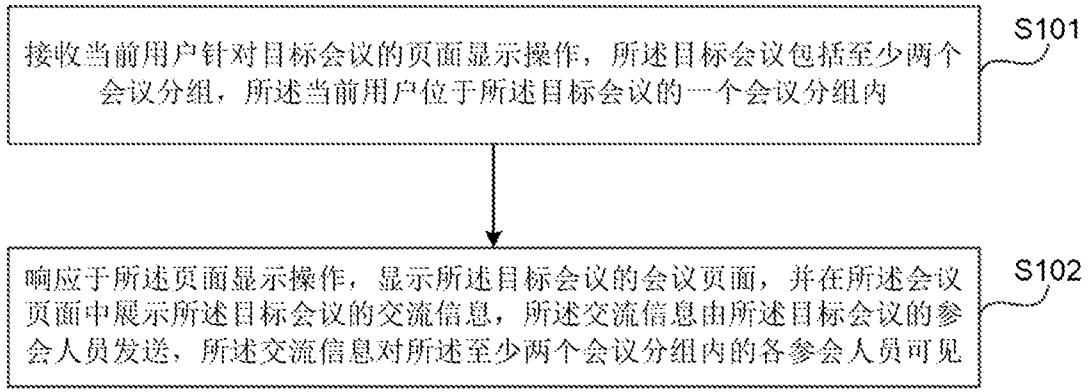 接收当前用户针对目标会议的页面显示操作，所述目标会议包括至少两个
会议分组，所述当前用户位于所述目标会议的一个会议分组内
S101
响应于所述页面显示操作，显示所述目标会议的会议页面，并在所述会议
页面中展示所述目标会议的交流信息，所述交流信息由所述目标会议的参
会人员发送，所述交流信息对所述至少两个会议分组内的各参会人员可见
S102